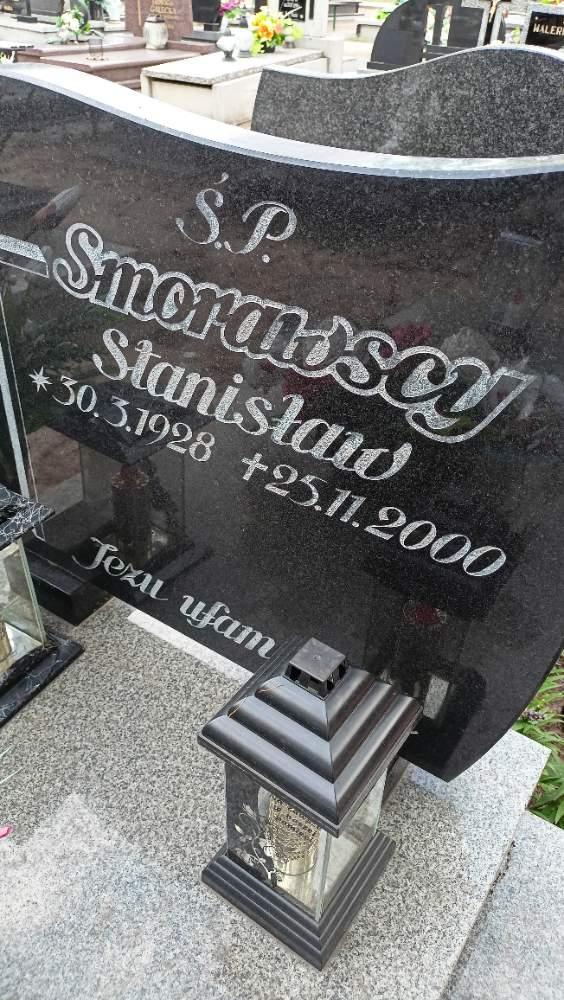 Ś.P.
Smorawscy
Stanisław
* 30.3.1928 † 25.11.2000
Jezu ufam